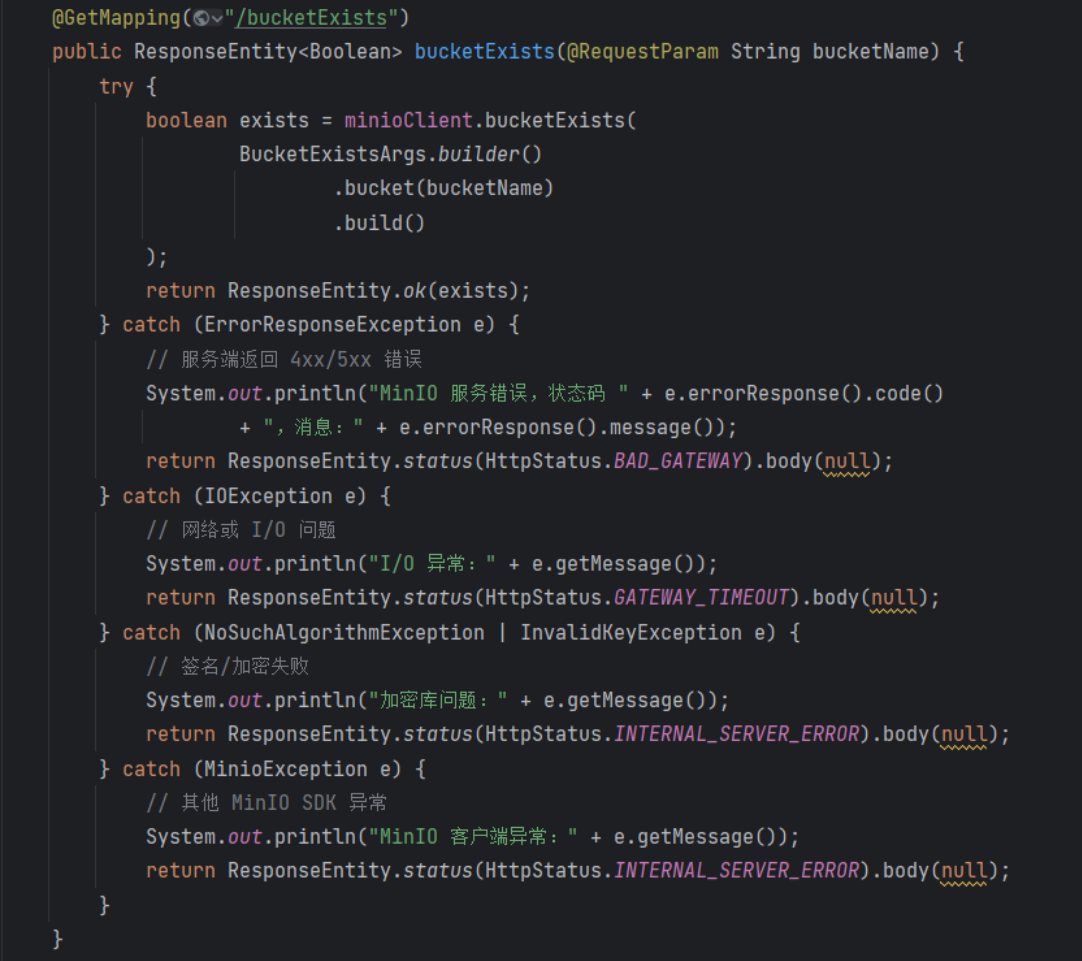 @GetMapping("/bucketExists")
public ResponseEntity<Boolean> bucketExists(@RequestParam String bucketName) {
try {
boolean exists = minioClient.bucketExists(
BucketExistsArgs.builder()
.bucket(bucketName)
.build()
);
return ResponseEntity.ok(exists);
} catch (ErrorResponseException e) {
// 服务端返回 4xx/5xx 错误
System.out.println("MinIO 服务错误，状态码 " + e.errorResponse().code()
+ "，消息：" + e.errorResponse().message());
return ResponseEntity.status(HttpStatus.BAD_GATEWAY).body(null);
} catch (IOException e) {
// 网络或 I/O 问题
System.out.println("I/O 异常：" + e.getMessage());
return ResponseEntity.status(HttpStatus.GATEWAY_TIMEOUT).body(null);
} catch (NoSuchAlgorithmException | InvalidKeyException e) {
// 签名/加密失败
System.out.println("加密库问题：" + e.getMessage());
return ResponseEntity.status(HttpStatus.INTERNAL_SERVER_ERROR).body(null);
} catch (MinioException e) {
// 其他 MinIO SDK 异常
System.out.println("MinIO 客户端异常：" + e.getMessage());
return ResponseEntity.status(HttpStatus.INTERNAL_SERVER_ERROR).body(null);
}
}